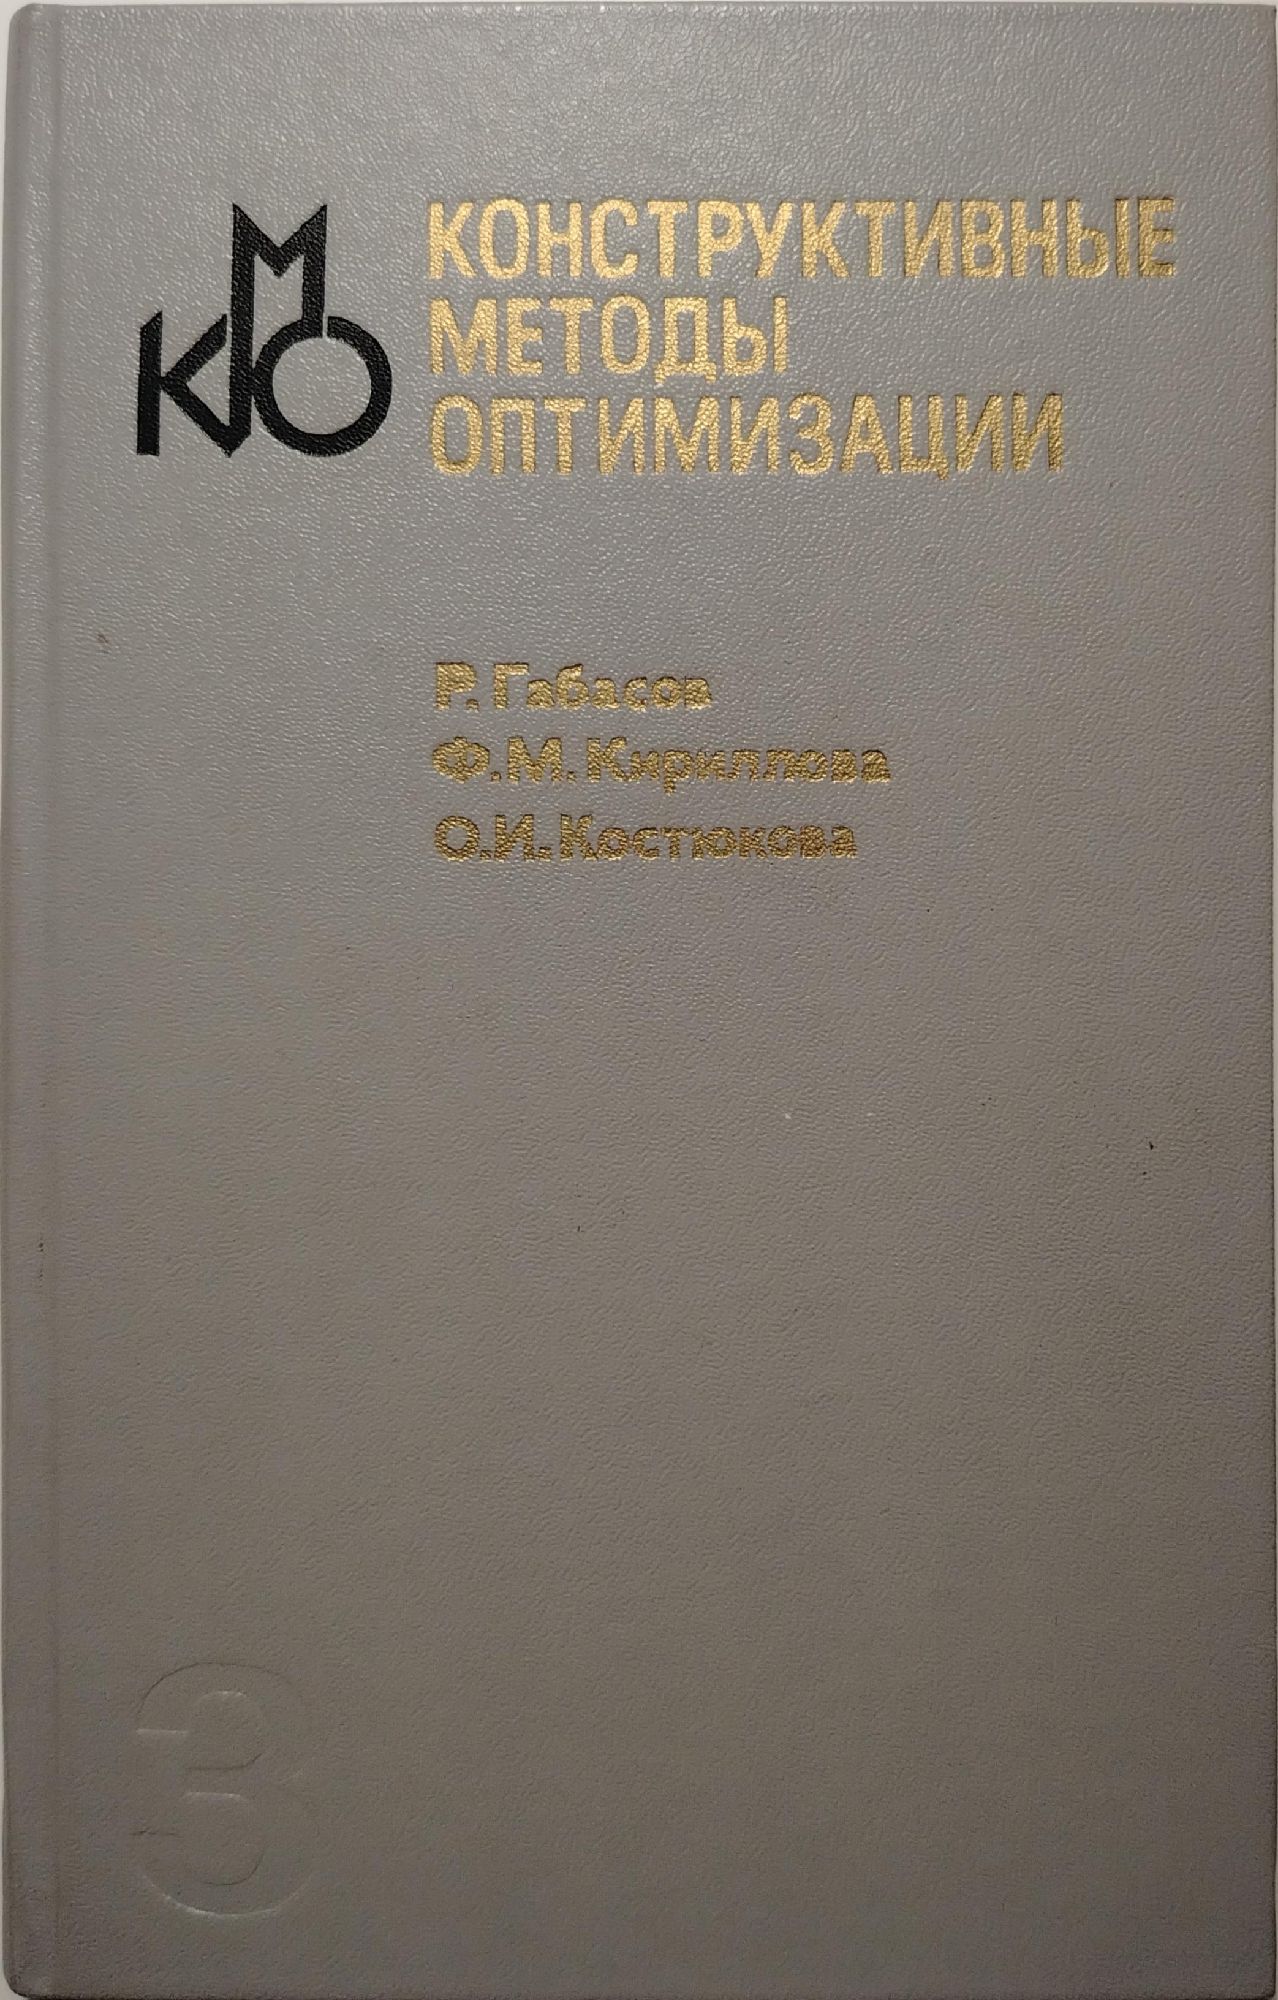 КМО
КОНСТРУКТИВНЫЕ
МЕТОДЫ
ОПТИМИЗАЦИИ
Р. Габасов
Ф.М. Кириллова
О.И. Костюкова
3